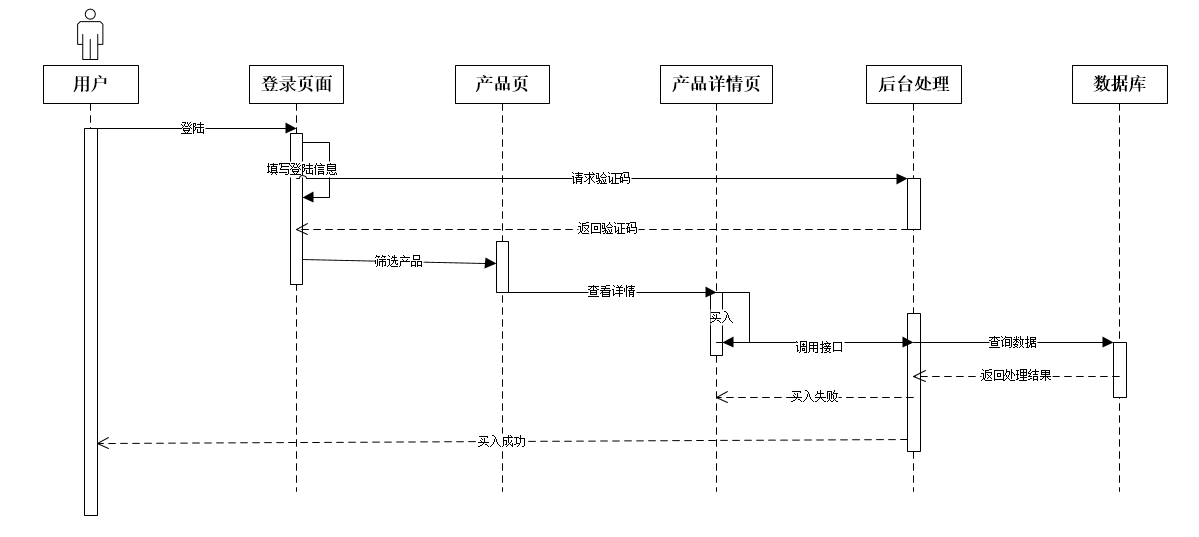 用户
登录页面
产品页
产品详情页
后台处理
数据库
登陆
填写登陆信息
请求验证码
返回验证码
筛选产品
查看详情
买入
调用接口
查询数据
返回处理结果
买入失败
买入成功